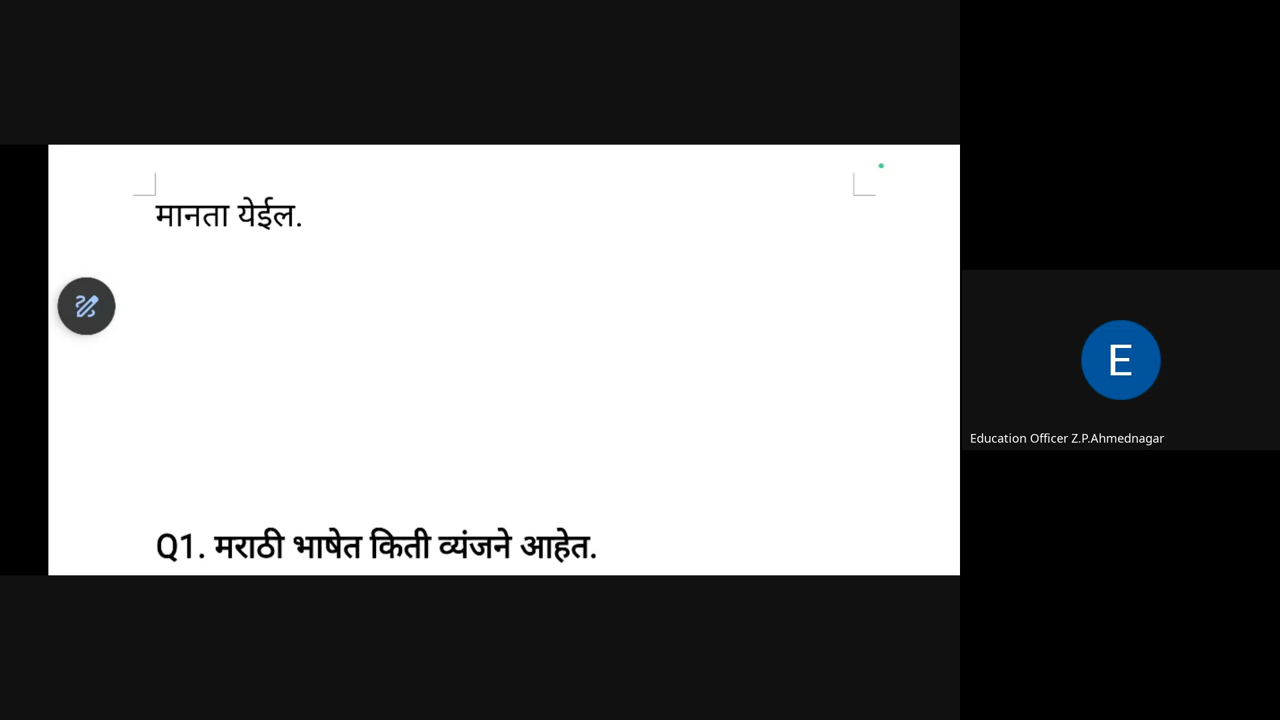 मानता येईल.
Q1. मराठी भाषेत किती व्यंजने आहेत.
E
Education Officer Z.P.Ahmednagar